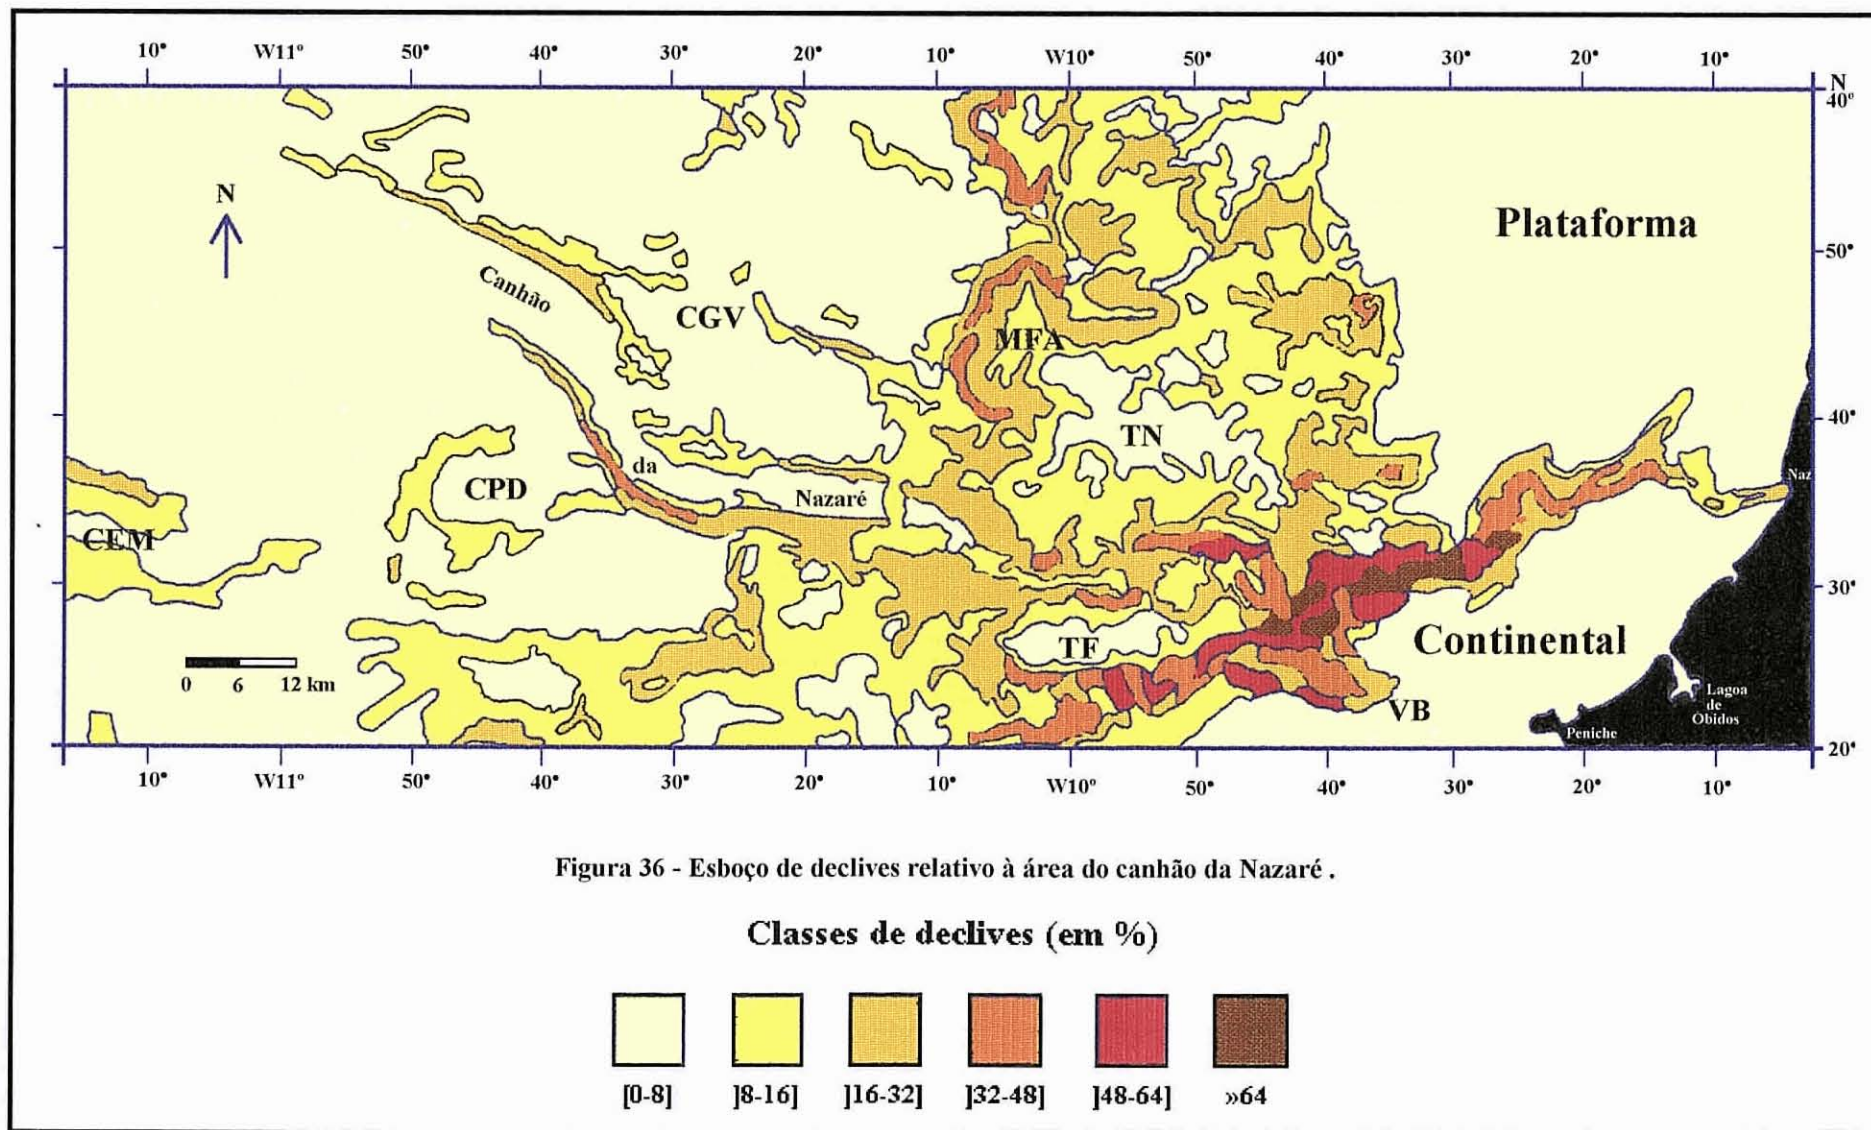 10° W11° 50° 40° 30° 20° 10° W10° 50° 40° 30° 20° 10°
N
40°
N
Plataforma
50°
Canhão
CGV
MFA
40°
TN
da
Naz
CPD
Nazaré
CEM
30°
Continental
TF
0 6 12 km
VB
Lagoa
de
Óbidos
Peniche
20°
10° W11° 50° 40° 30° 20° 10° W10° 50° 40° 30° 20° 10°
Figura 36 - Esboço de declives relativo à área do canhão da Nazaré .
Classes de declives (em %)
[0-8] ]8-16] ]16-32] ]32-48] ]48-64] »64